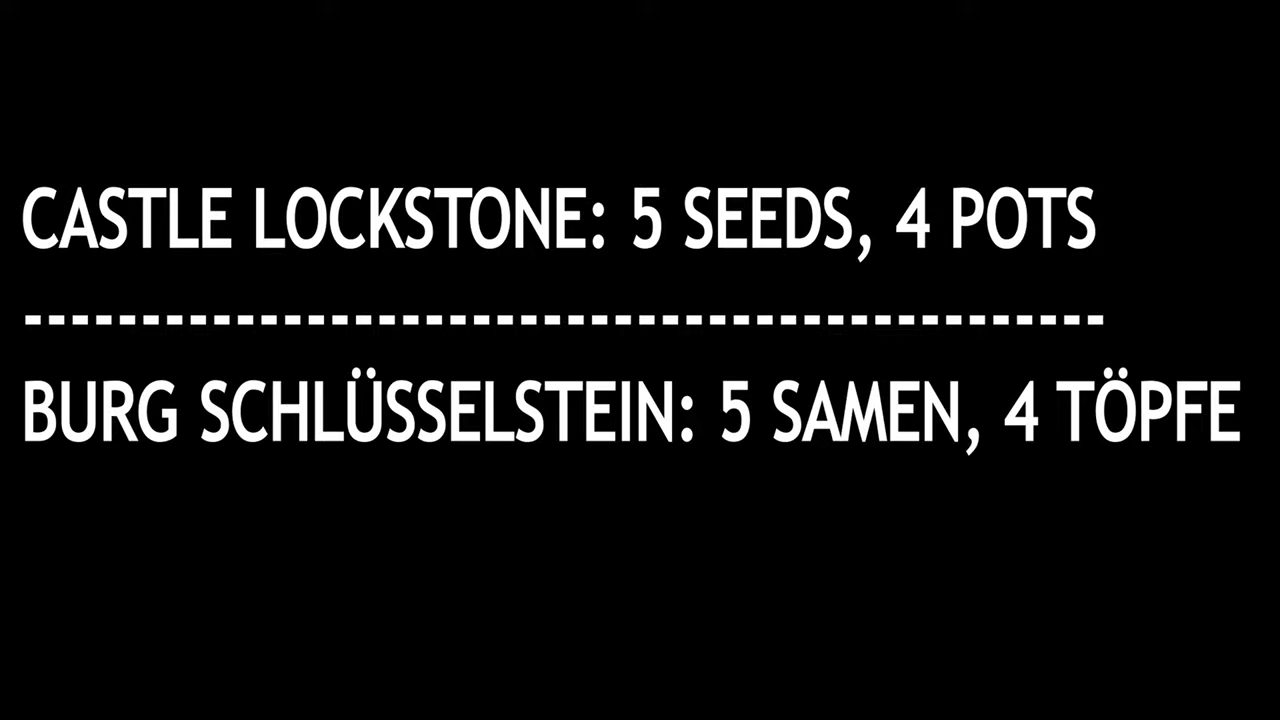 CASTLE LOCKSTONE: 5 SEEDS, 4 POTS
----------------------------------------------
BURG SCHLÜSSELSTEIN: 5 SAMEN, 4 TÖPFE